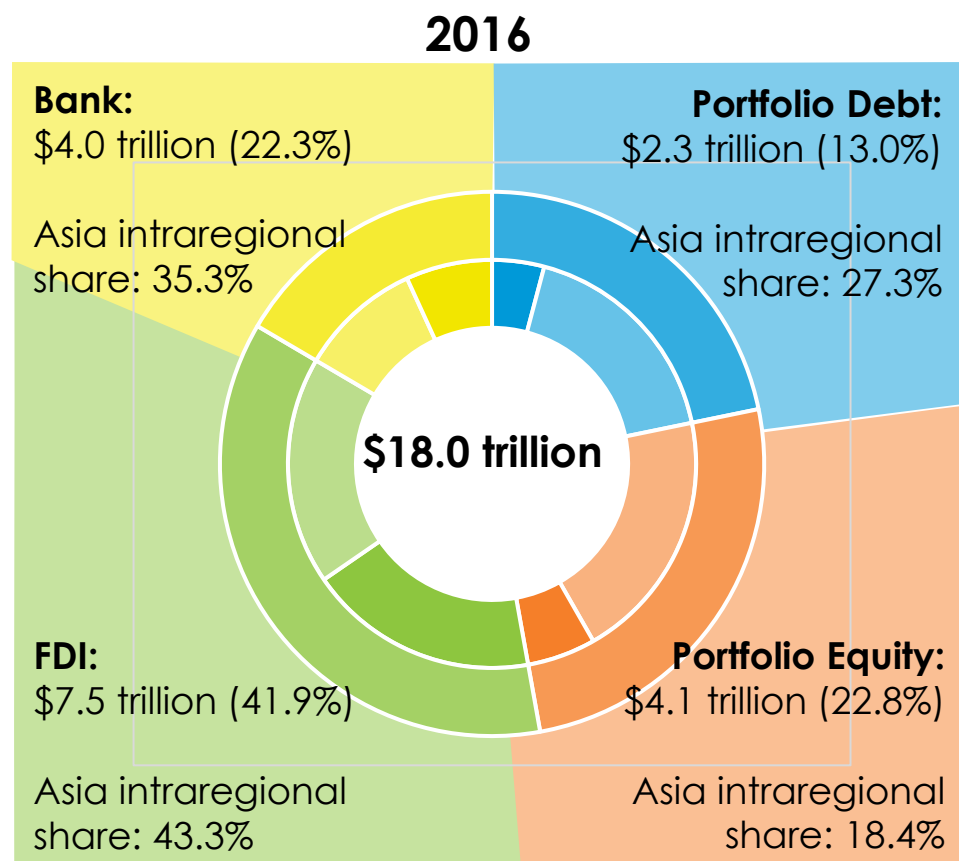 2016
Bank:
$4.0 trillion (22.3%)
Asia intraregional
share: 35.3%
Portfolio Debt:
$2.3 trillion (13.0%)
Asia intraregional
share: 27.3%
$18.0 trillion
FDI:
$7.5 trillion (41.9%)
Asia intraregional
share: 43.3%
Portfolio Equity:
$4.1 trillion (22.8%)
Asia intraregional
share: 18.4%